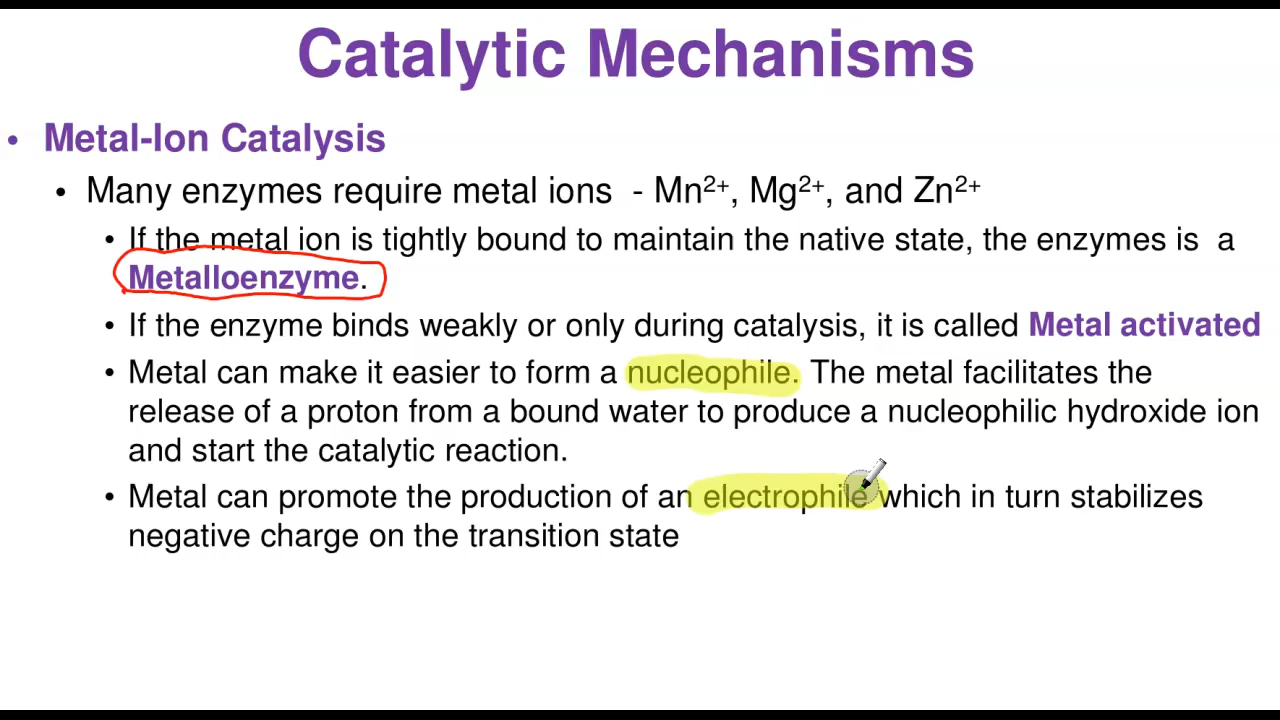 Catalytic Mechanisms
• Metal-Ion Catalysis
• Many enzymes require metal ions - Mn²⁺, Mg²⁺, and Zn²⁺
• If the metal ion is tightly bound to maintain the native state, the enzymes is a
Metalloenzyme.
• If the enzyme binds weakly or only during catalysis, it is called Metal activated
• Metal can make it easier to form a nucleophile. The metal facilitates the
release of a proton from a bound water to produce a nucleophilic hydroxide ion
and start the catalytic reaction.
• Metal can promote the production of an electrophile which in turn stabilizes
negative charge on the transition state